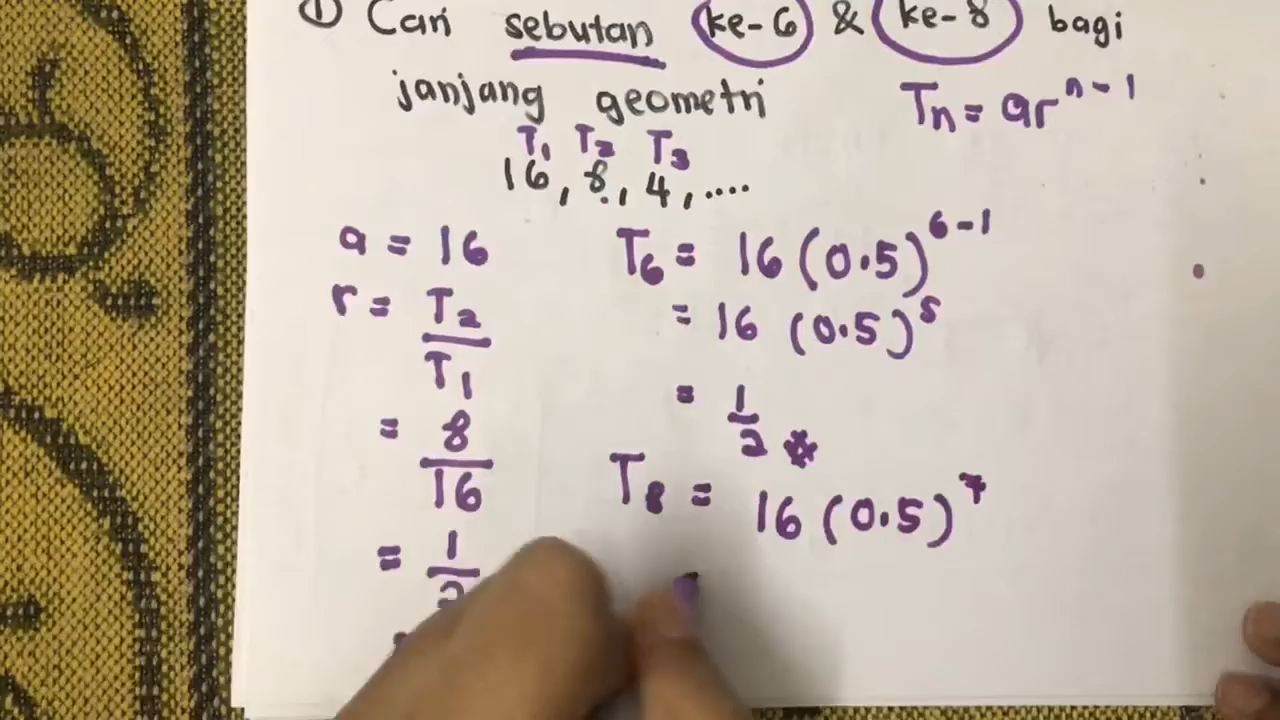 ① Cari sebutan ke-6 & ke-8 bagi
janjang geometri
Tn = ar^n-1
T1 T2 T3
16, 8, 4, ....
a = 16
r = T2/T1
= 8/16
= 1/2
T6 = 16(0.5)^6-1
= 16 (0.5)^5
= 1/2 *
T8 = 16(0.5)^7